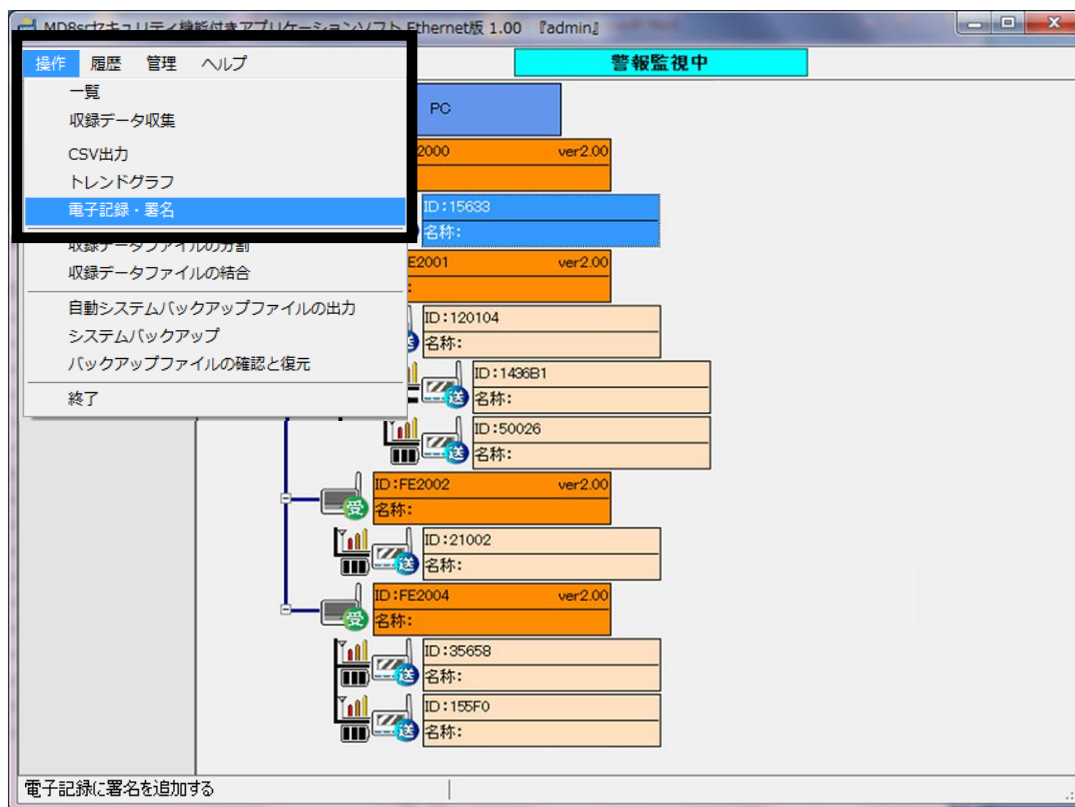 MD8srセキュリティ機能付きアプリケーションソフト Ethernet版 1.00 『admin』
操作 履歴 管理 ヘルプ
警報監視中
一覧
収録データ収集
CSV出力
トレンドグラフ
電子記録・署名
収録データファイルの分割
収録データファイルの結合
自動システムバックアップファイルの出力
システムバックアップ
バックアップファイルの確認と復元
終了
PC
2000 ver2.00
ID:15633
名称:
E2001 ver2.00
:
ID:120104
名称:
ID:1436B1
名称:
ID:50026
名称:
ID:FE2002 ver2.00
受 名称:
ID:21002
送 名称:
ID:FE2004 ver2.00
受 名称:
ID:35658
送 名称:
ID:155F0
送 名称:
電子記録に署名を追加する